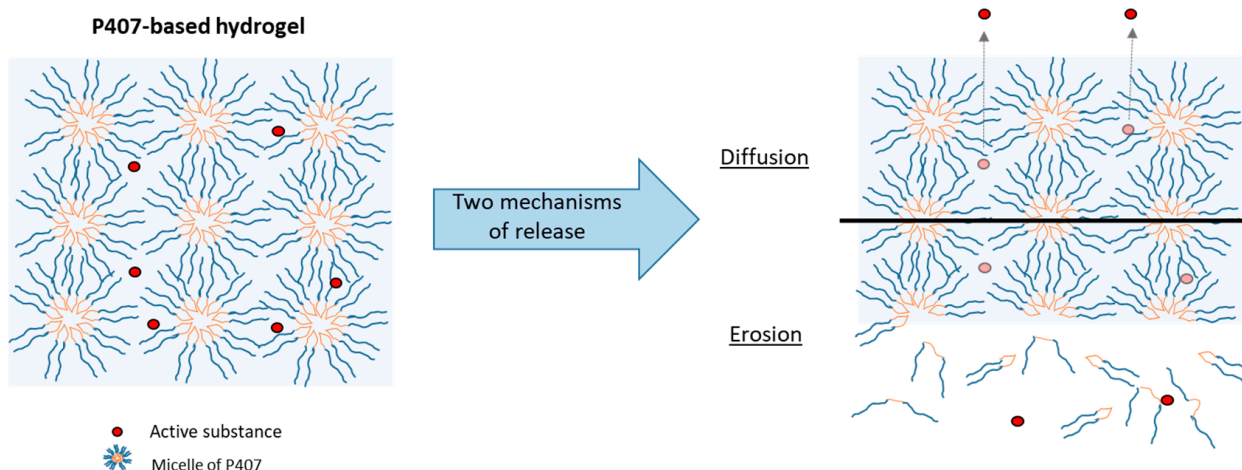 P407-based hydrogel
Two mechanisms
of release
Diffusion
Erosion
Active substance
Micelle of P407